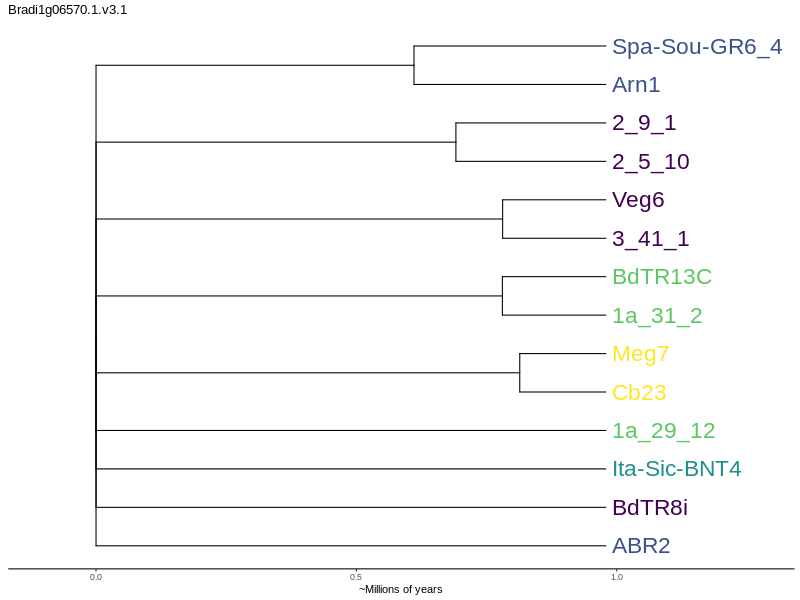 Bradi1g06570.1.v3.1
Spa-Sou-GR6_4
Arn1
2_9_1
2_5_10
Veg6
3_41_1
BdTR13C
1a_31_2
Meg7
Cb23
1a_29_12
Ita-Sic-BNT4
BdTR8i
ABR2
0.0 0.5 1.0
~Millions of years